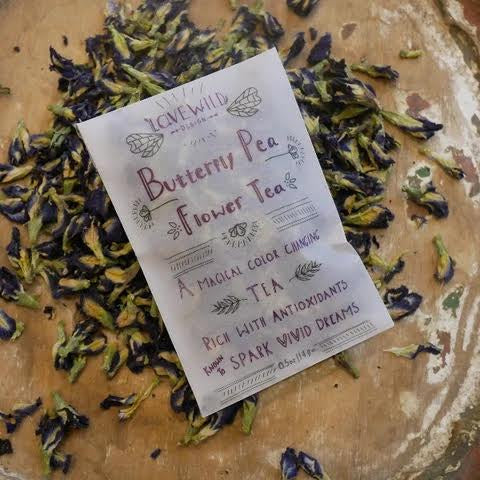 LOVEWILD
DESIGN
Butterfly Pea
Flower Tea
A MAGICAL COLOR CHANGING
TEA
RICH WITH ANTIOXIDANTS
KNOWN TO SPARK VIVID DREAMS
0.5oz | 14g